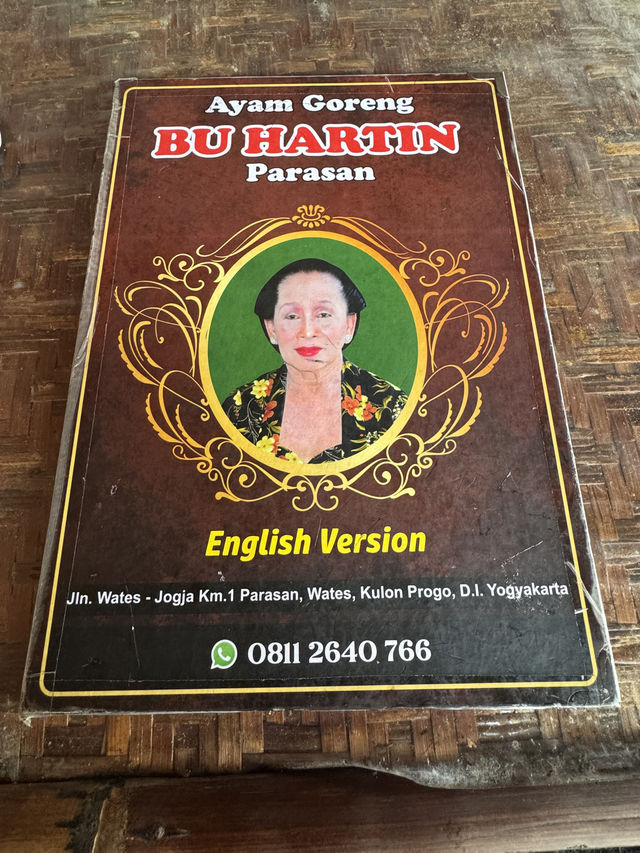 Ayam Goreng
BU HARTIN
Parasan
English Version
Jln. Wates - Jogja Km.1 Parasan, Wates, Kulon Progo, D.I. Yogyakarta
0811 2640 766